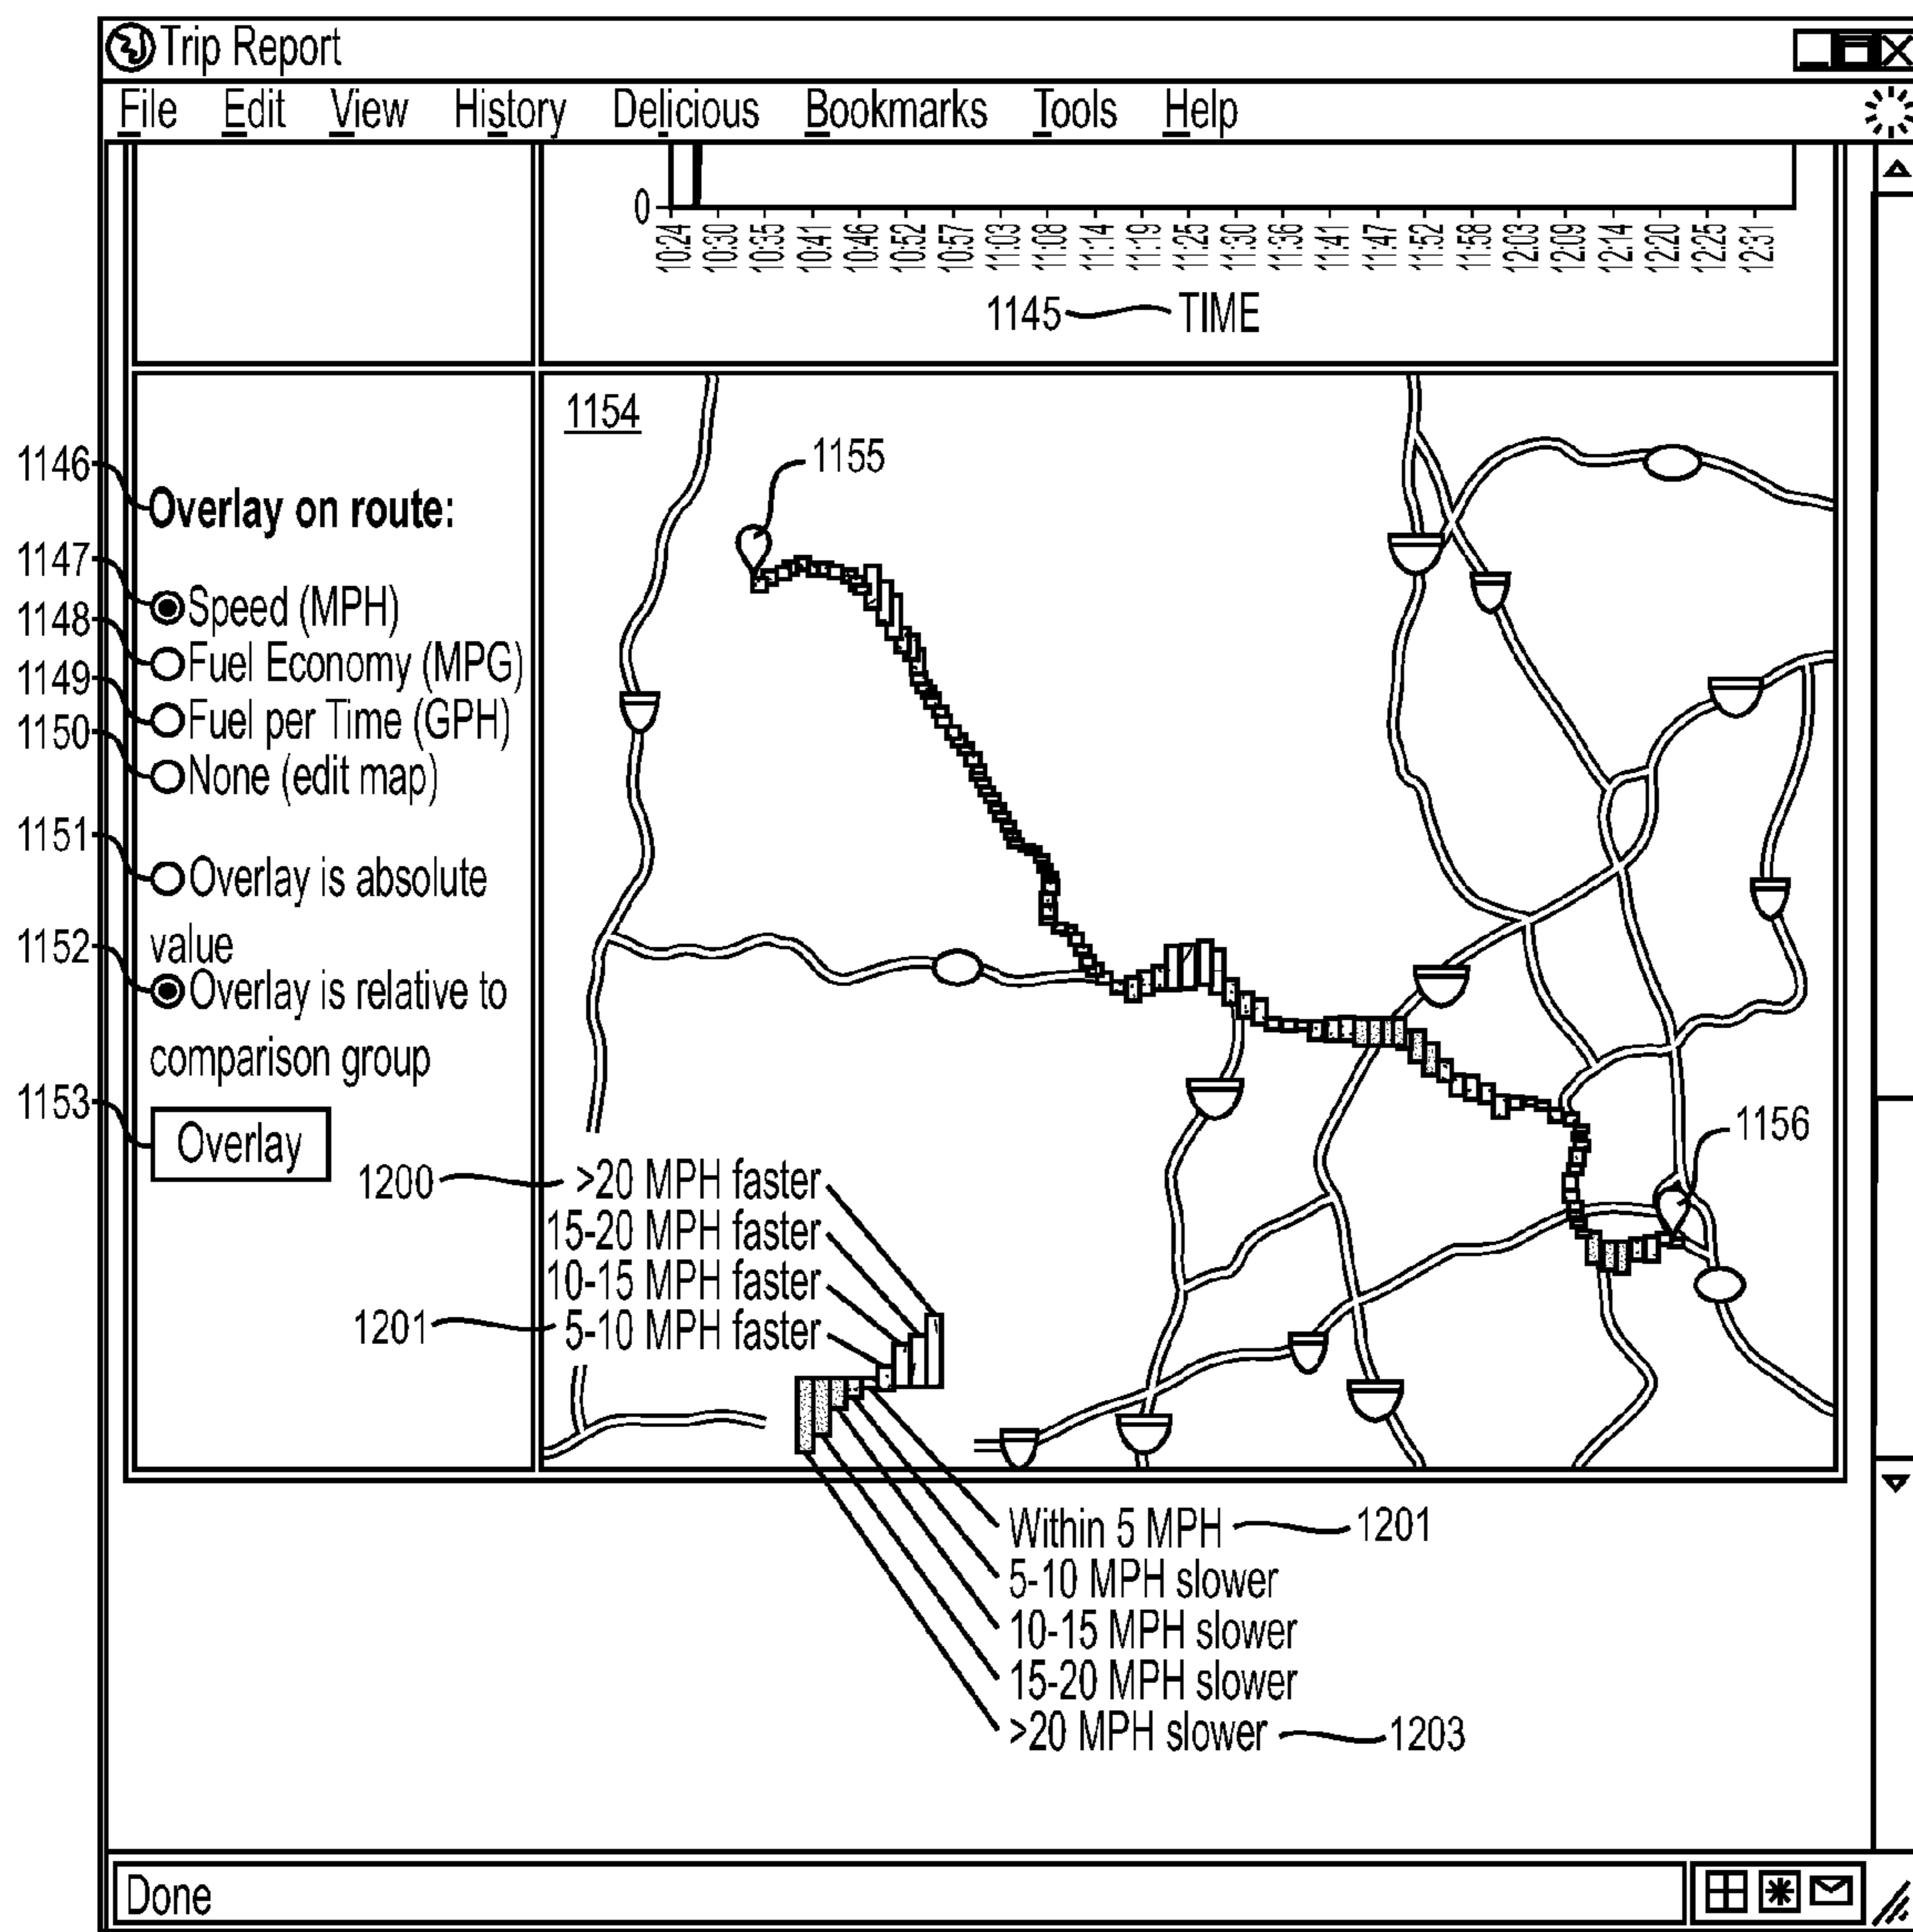 Trip Report
File Edit View History Delicious Bookmarks Tools Help
0
10:24 10:30 10:35 10:41 10:46 10:52 10:57 11:03 11:08 11:14 11:19 11:25 11:30 11:36 11:41 11:47 11:52 11:58 12:03 12:09 12:14 12:20 12:25 12:31
1145 TIME
1154
1155
1146
Overlay on route:
1147
Speed (MPH)
1148
Fuel Economy (MPG)
1149
Fuel per Time (GPH)
1150
None (edit map)
1151
Overlay is absolute
value
1152
Overlay is relative to
comparison group
1153
Overlay
1156
1200 >20 MPH faster
15-20 MPH faster
10-15 MPH faster
1201 5-10 MPH faster
Within 5 MPH 1201
5-10 MPH slower
10-15 MPH slower
15-20 MPH slower
>20 MPH slower 1203
Done